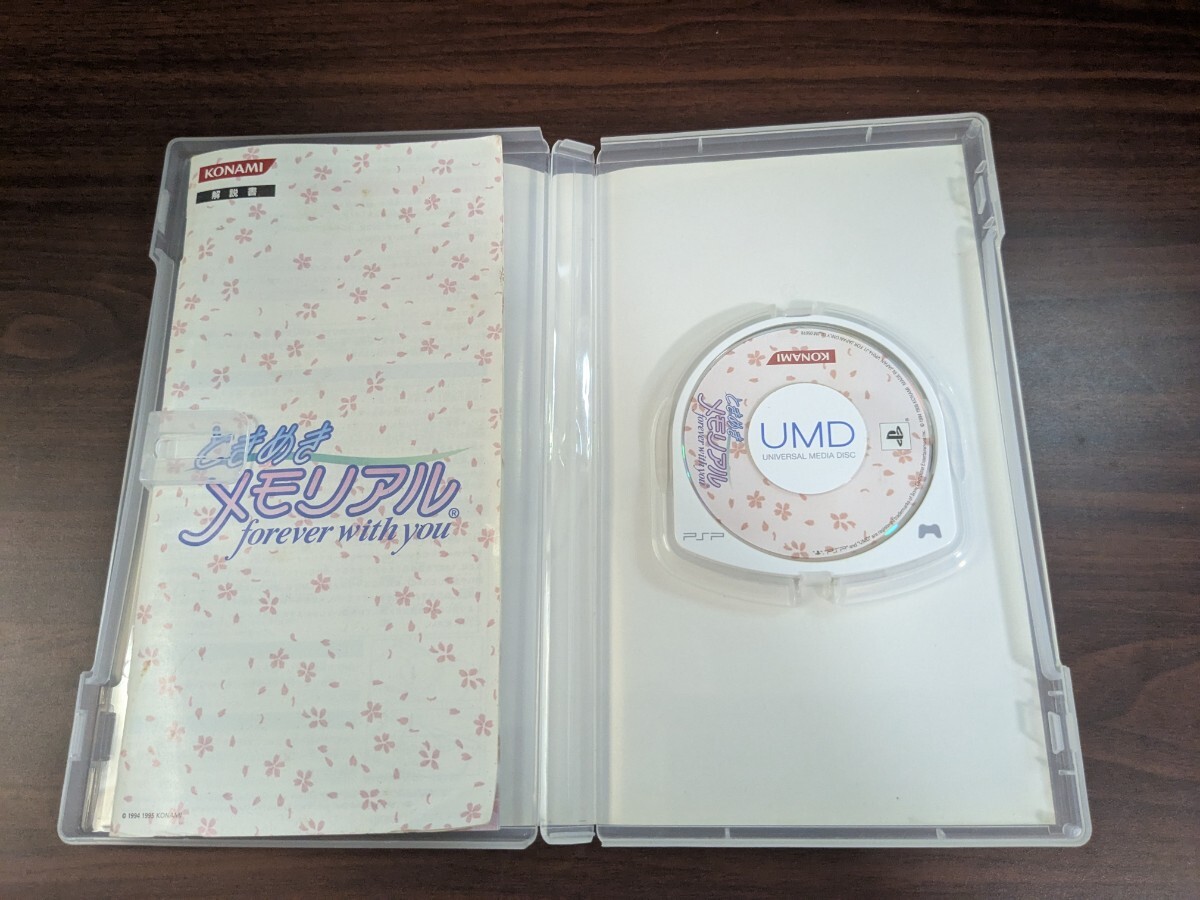 KONAMI
解説書
ときめき
メモリアル®
forever with you
© 1994 1995 KONAMI
KONAMI
ときめき
メモリアル
forever with you
UMD
UNIVERSAL MEDIA DISC
PSP